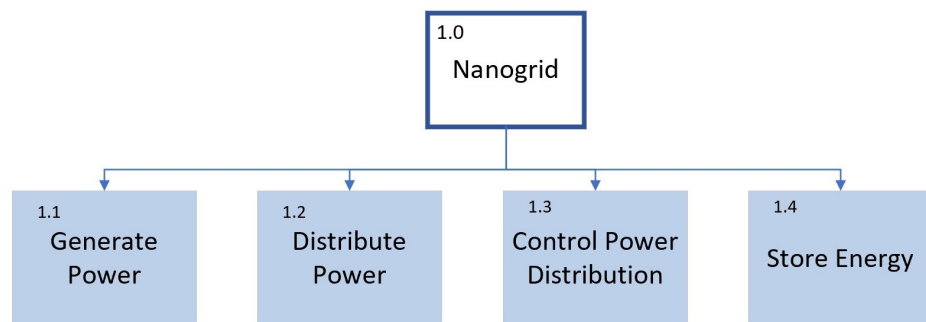 1.0
Nanogrid
1.1
Generate
Power
1.2
Distribute
Power
1.3
Control Power
Distribution
1.4
Store Energy